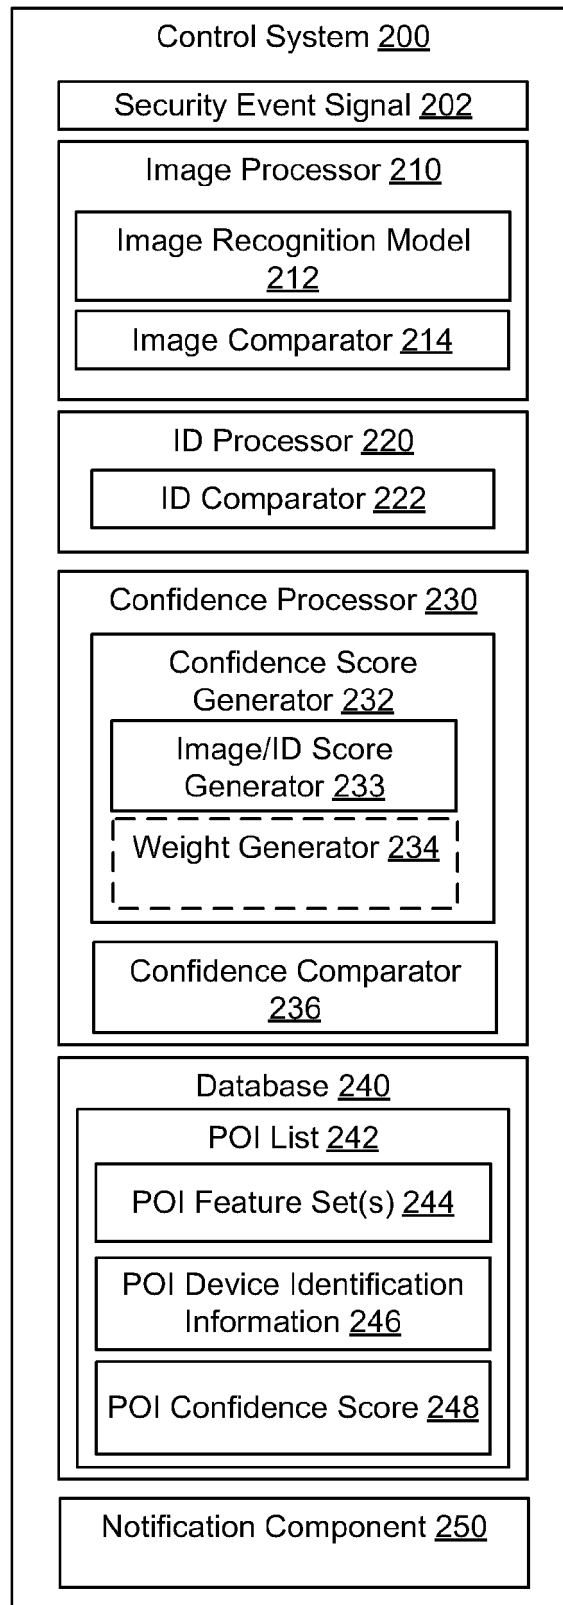 Control System 200
Security Event Signal 202
Image Processor 210
Image Recognition Model
212
Image Comparator 214
ID Processor 220
ID Comparator 222
Confidence Processor 230
Confidence Score
Generator 232
Image/ID Score
Generator 233
Weight Generator 234
Confidence Comparator
236
Database 240
POI List 242
POI Feature Set(s) 244
POI Device Identification
Information 246
POI Confidence Score 248
Notification Component 250